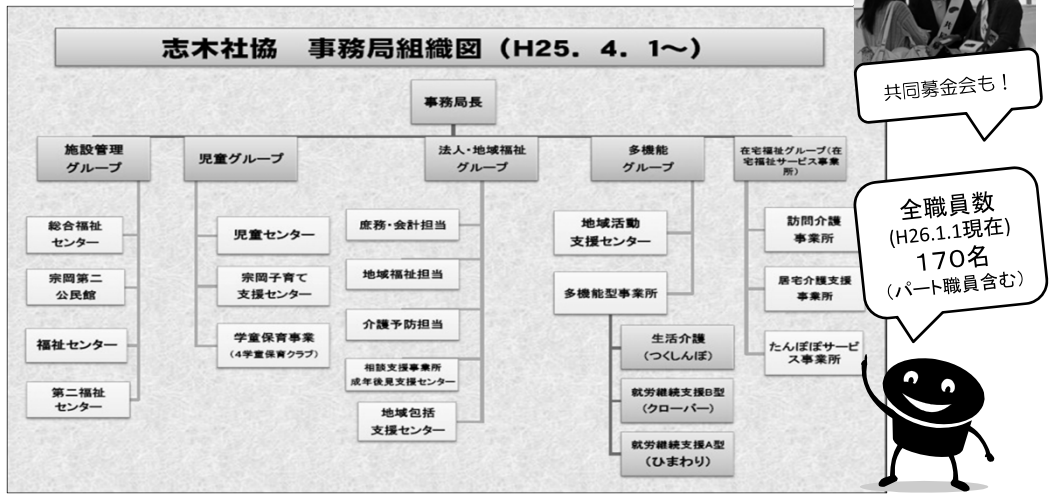 志木社協 事務局組織図（H25．4．1～）
共同募金会も！
事務局長
施設管理
グループ
児童グループ
法人・地域福祉
グループ
多機能
グループ
在宅福祉グループ（在
宅福祉サービス事業
所）
総合福祉
センター
宗岡第二
公民館
福祉センター
第二福祉
センター
児童センター
宗岡子育て
支援センター
学童保育事業
（4学童保育クラブ）
庶務・会計担当
地域福祉担当
介護予防担当
相談支援事業所
成年後見支援センター
地域包括
支援センター
地域活動
支援センター
多機能型事業所
生活介護
（つくしんぼ）
就労継続支援B型
（クローバー）
就労継続支援A型
（ひまわり）
訪問介護
事業所
居宅介護支援
事業所
たんぽぽサービ
ス事業所
全職員数
(H26.1.1現在)
170名
（パート職員含む）